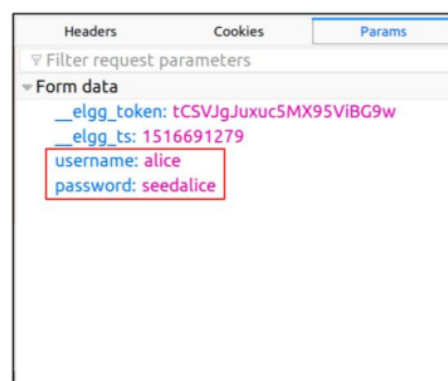 Headers Cookies Params
Filter request parameters
Form data
__elgg_token: tCSVJgJuxuc5MX95ViBG9w
__elgg_ts: 1516691279
username: alice
password: seedalice